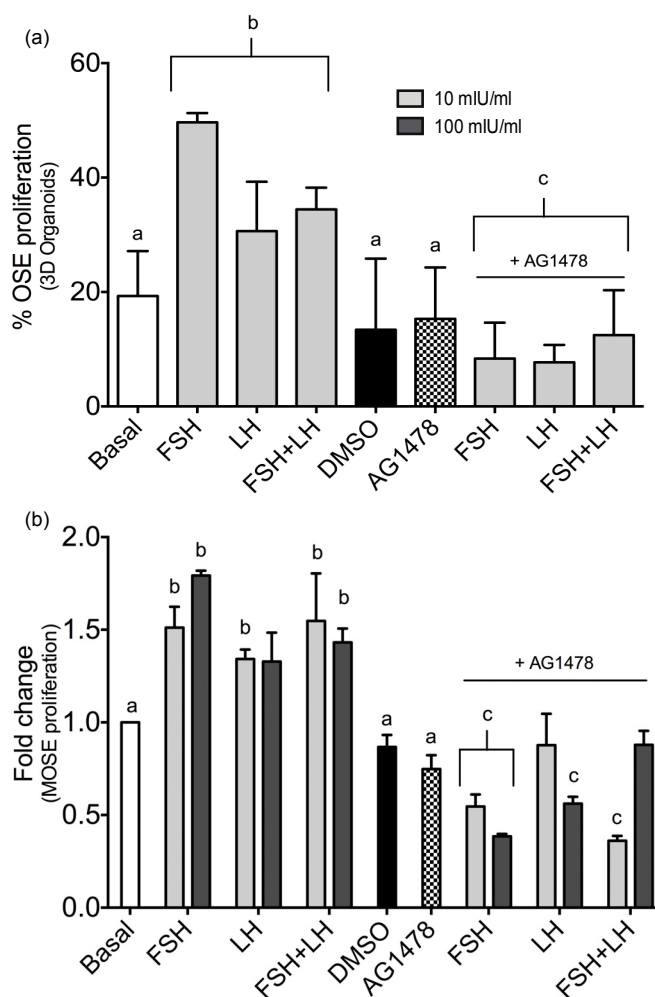 (a)
b
60
10 mIU/ml
100 mIU/ml
40
c
a
a
a
+ AG1478
20
0
% OSE proliferation
(3D Organoids)
Basal
FSH
LH
FSH+LH
DMSO
AG1478
FSH
LH
FSH+LH
(b)
2.0
b
b
b
b
b
1.5
+ AG1478
a
1.0
a
a
c
c
c
0.5
0.0
Fold change
(MOSE proliferation)
Basal
FSH
LH
FSH+LH
DMSO
AG1478
FSH
LH
FSH+LH